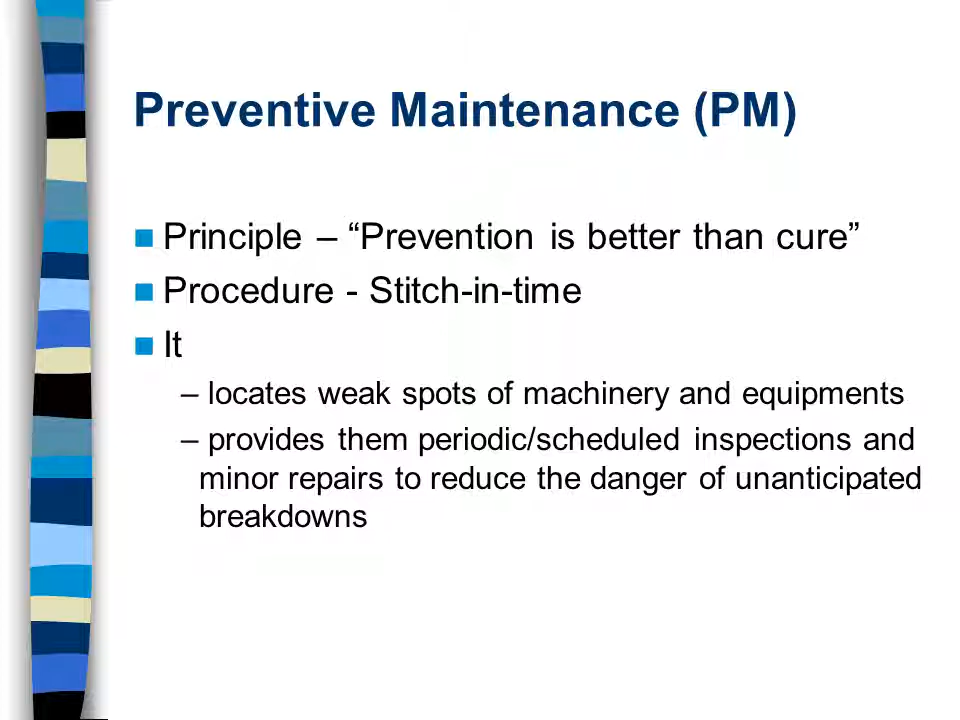 Preventive Maintenance (PM)
Principle – “Prevention is better than cure”
Procedure - Stitch-in-time
It
– locates weak spots of machinery and equipments
– provides them periodic/scheduled inspections and
minor repairs to reduce the danger of unanticipated
breakdowns